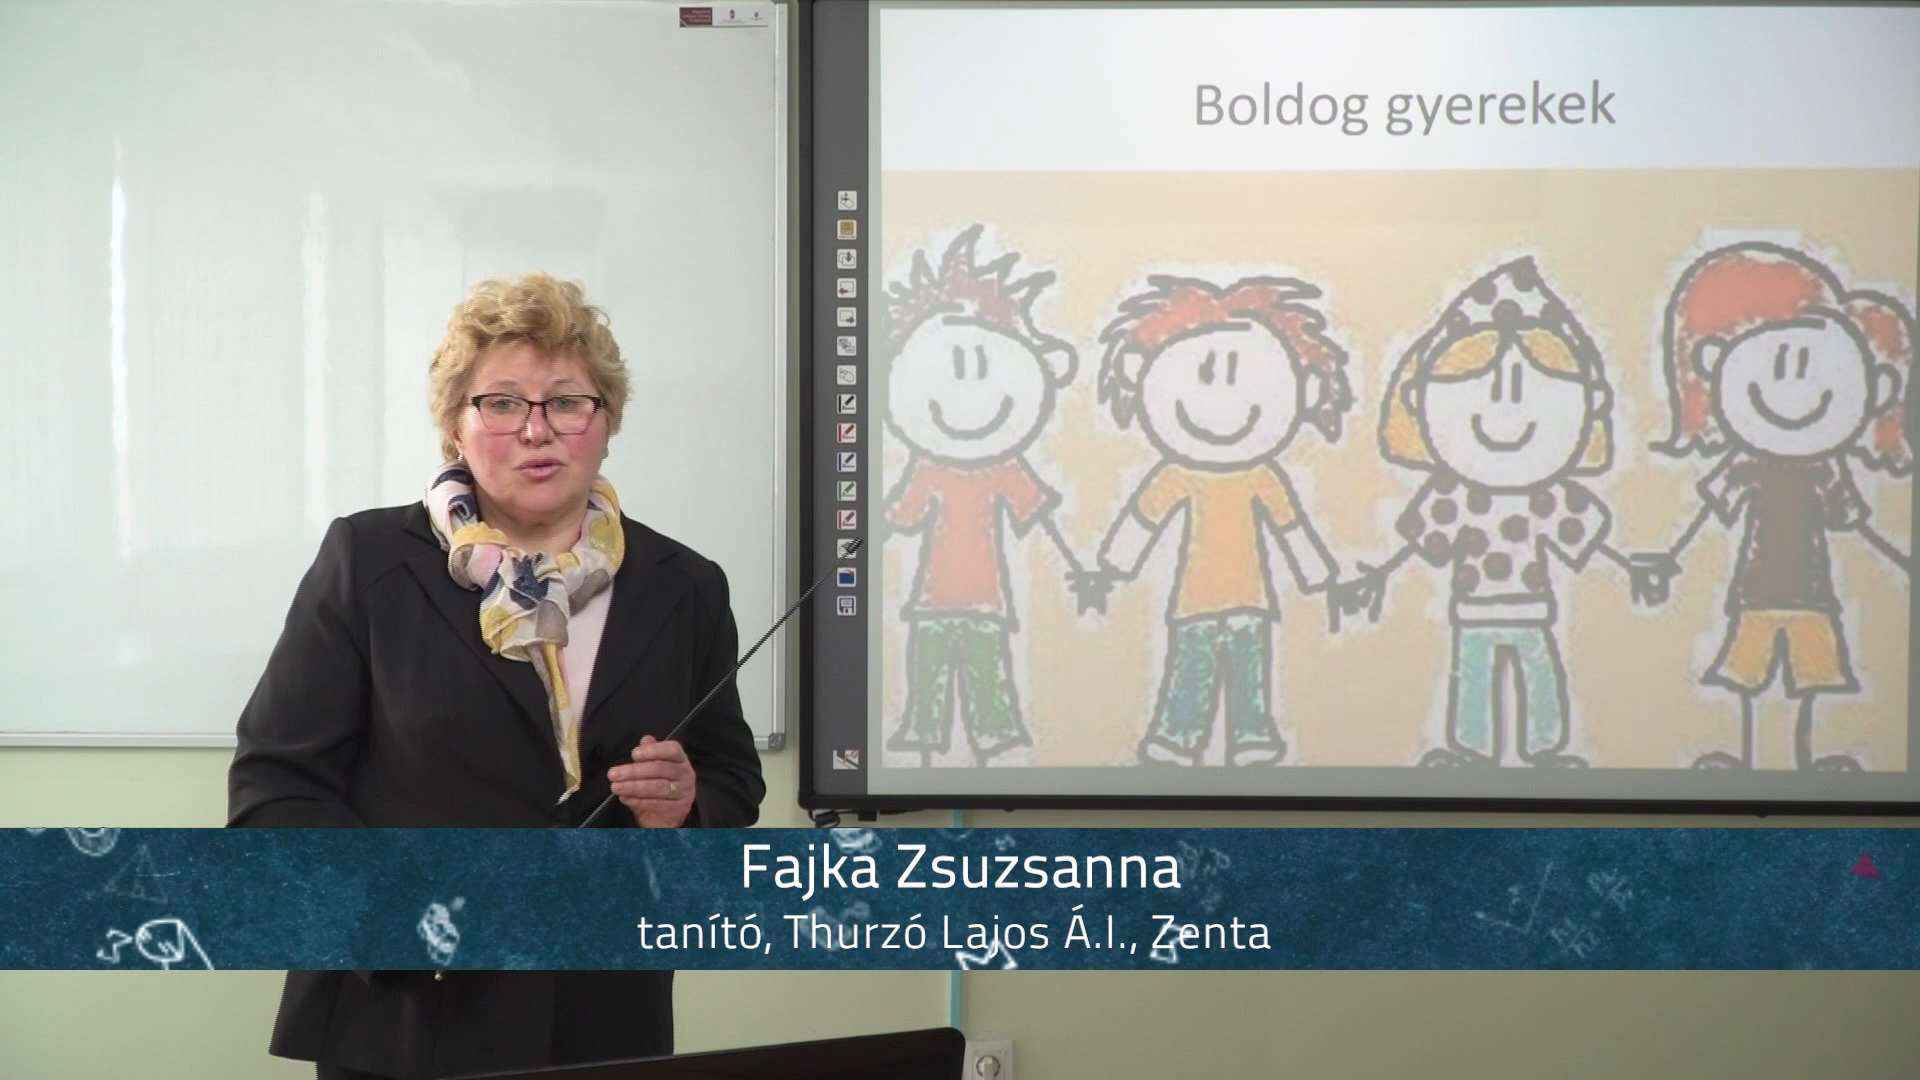 Boldog gyerekek
Fajka Zsuzsanna
tanító, Thurzó Lajos Á.I., Zenta